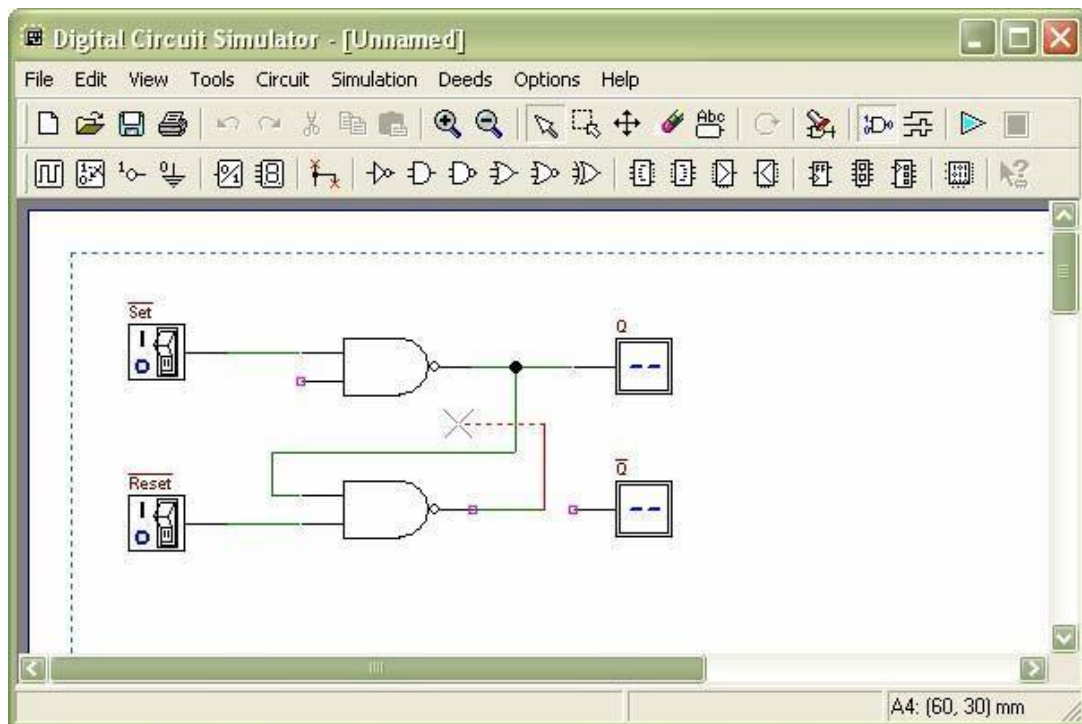 Digital Circuit Simulator - [Unnamed]
File Edit View Tools Circuit Simulation Deeds Options Help
Abc
Set
Q
Reset
Q̅
A4: (60, 30) mm